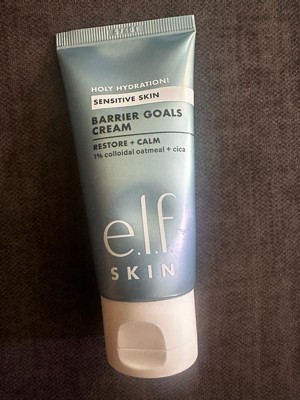 HOLY HYDRATION!
SENSITIVE SKIN
BARRIER GOALS
CREAM
RESTORE + CALM
1% colloidal oatmeal + cica
e.l.f.
SKIN